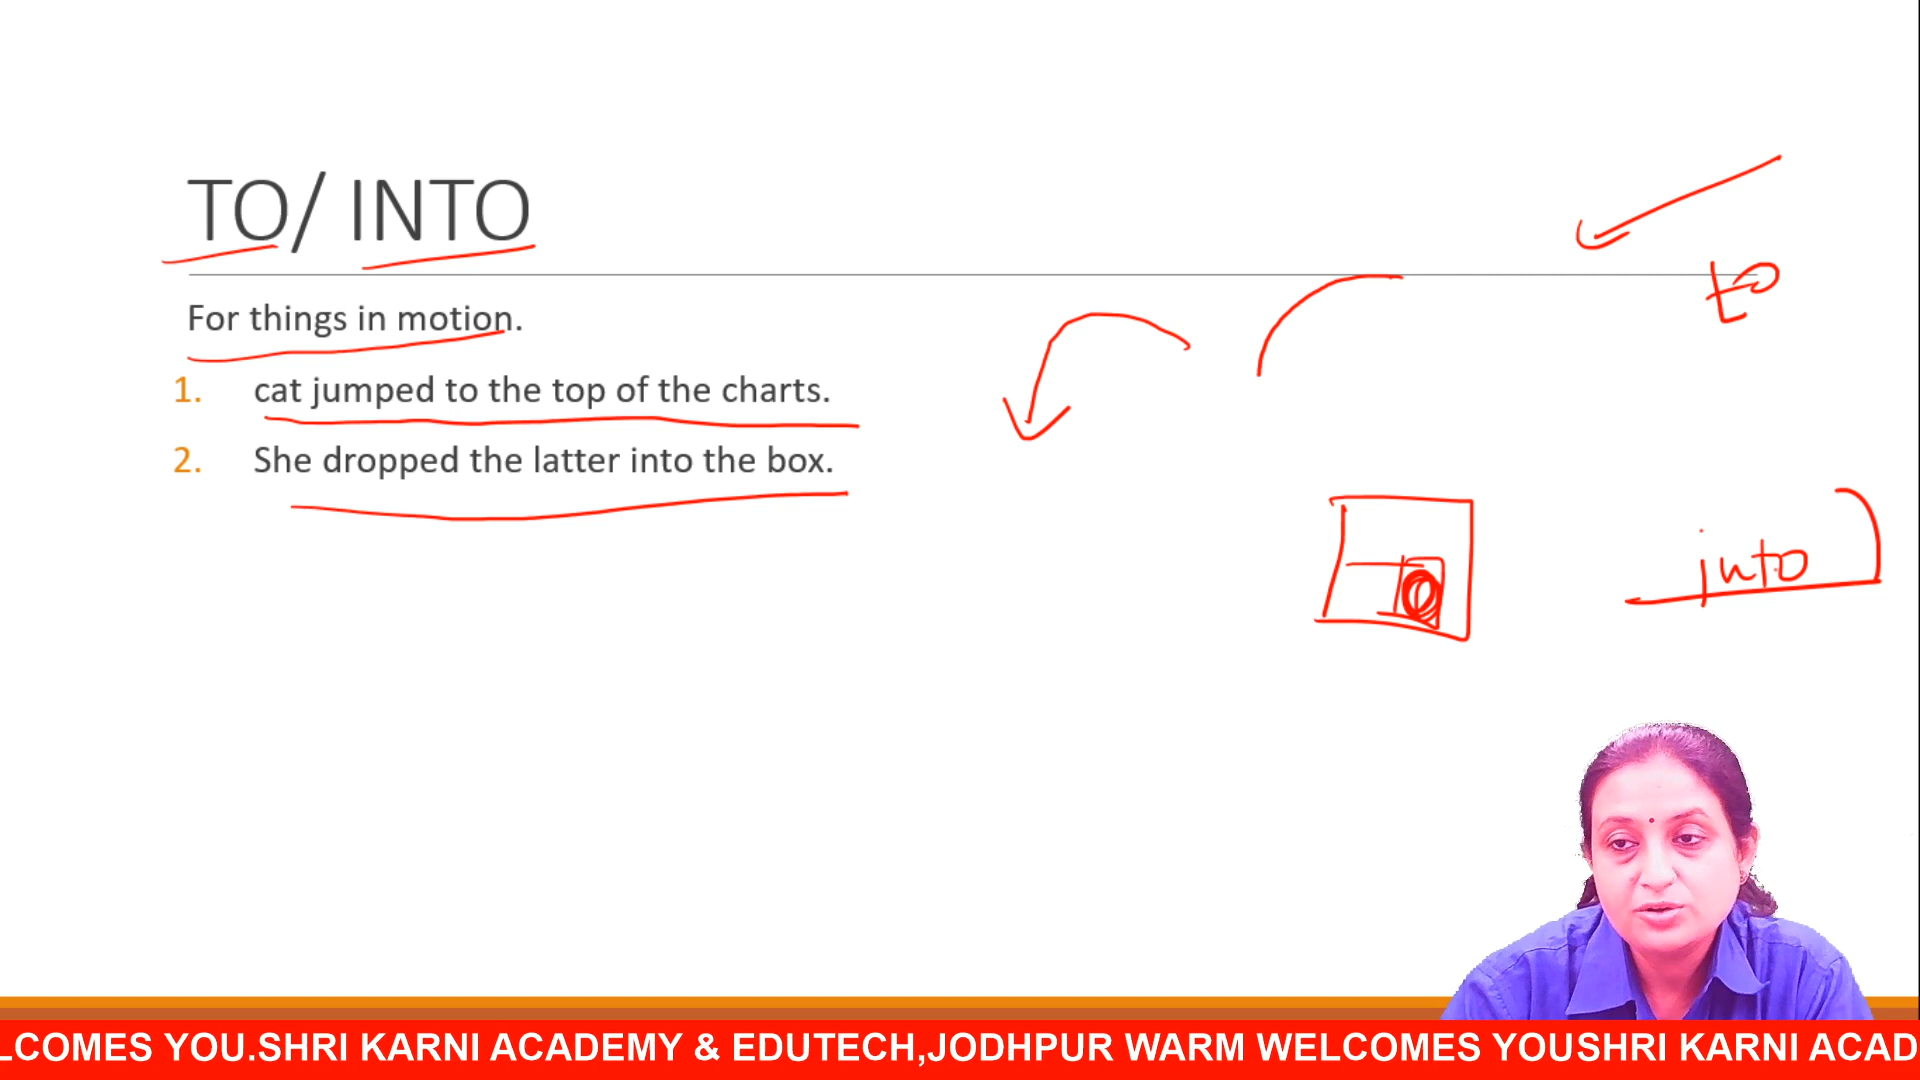 TO/ INTO
For things in motion.
1. cat jumped to the top of the charts.
2. She dropped the latter into the box.
to
into
LCOMES YOU.SHRI KARNI ACADEMY & EDUTECH,JODHPUR WARM WELCOMES YOUSHRI KARNI ACAD